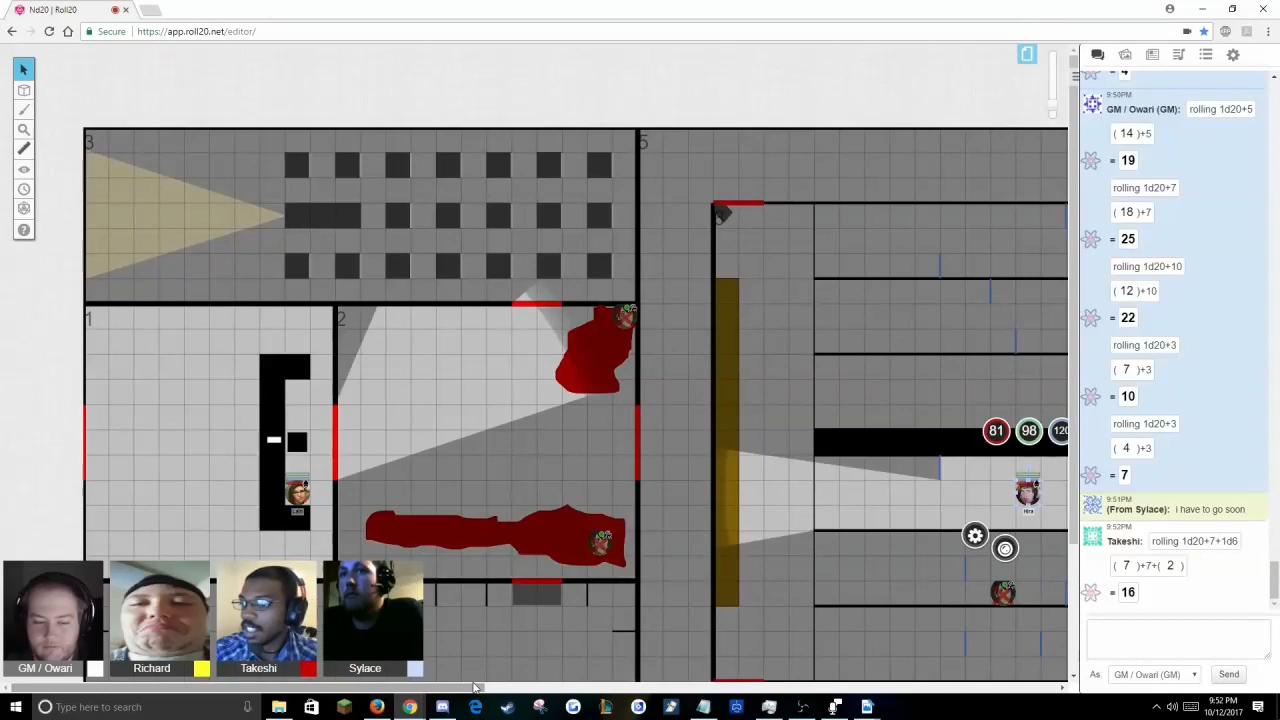 Nd20 | Roll20
Secure
https://app.roll20.net/editor/
3
5
1
2
81
98
120
Hira
= 4
9:50PM
GM / Owari (GM): rolling 1d20+5
( 14 )+5
= 19
rolling 1d20+7
( 18 )+7
= 25
rolling 1d20+10
( 12 )+10
= 22
rolling 1d20+3
( 7 )+3
= 10
rolling 1d20+3
( 4 )+3
= 7
9:51PM
(From Sylace): i have to go soon
9:52PM
Takeshi: rolling 1d20+7+1d6
( 7 )+7+( 2 )
= 16
As GM / Owari (GM) Send
GM / Owari
Richard
Takeshi
Sylace
Type here to search
9:52 PM
10/12/2017